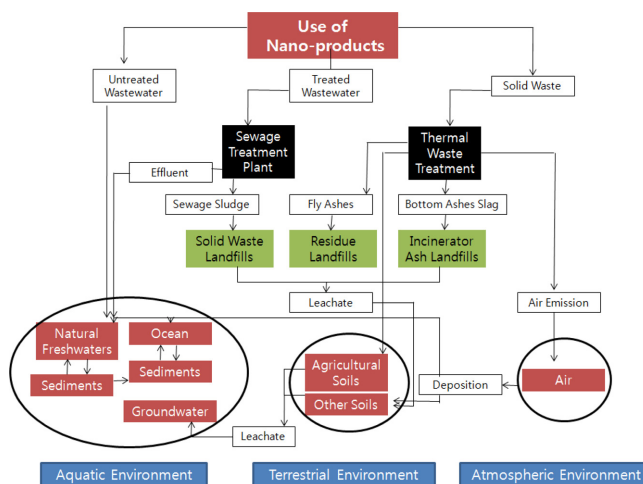 Use of
Nano-products
Untreated
Wastewater
Treated
Wastewater
Solid Waste
Sewage
Treatment
Plant
Thermal
Waste
Treatment
Effluent
Sewage Sludge
Fly Ashes
Bottom Ashes Slag
Solid Waste
Landfills
Residue
Landfills
Incinerator
Ash Landfills
Leachate
Air Emission
Natural
Freshwaters
Ocean
Sediments
Sediments
Groundwater
Agricultural
Soils
Other Soils
Deposition
Air
Leachate
Aquatic Environment
Terrestrial Environment
Atmospheric Environment